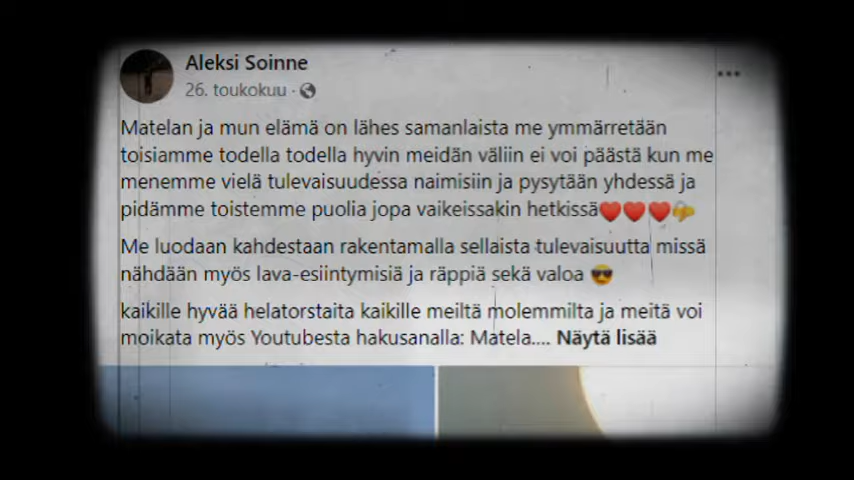 Aleksi Soinne
26. toukokuu ·
Matelan ja mun elämä on lähes samanlaista me ymmärretään
toisiamme todella todella hyvin meidän väliin ei voi päästä kun me
menemme vielä tulevaisuudessa naimisiin ja pysytään yhdessä ja
pidämme toistemme puolia jopa vaikeissakin hetkissä❤️❤️❤️🔐
Me luodaan kahdestaan rakentamalla sellaista tulevaisuutta missä
nähdään myös lava-esiintymisiä ja räppiä sekä valoa 😎
kaikille hyvää helatorstaita kaikille meiltä molemmilta ja meitä voi
moikata myös Youtubesta hakusanalla: Matela.... Näytä lisää